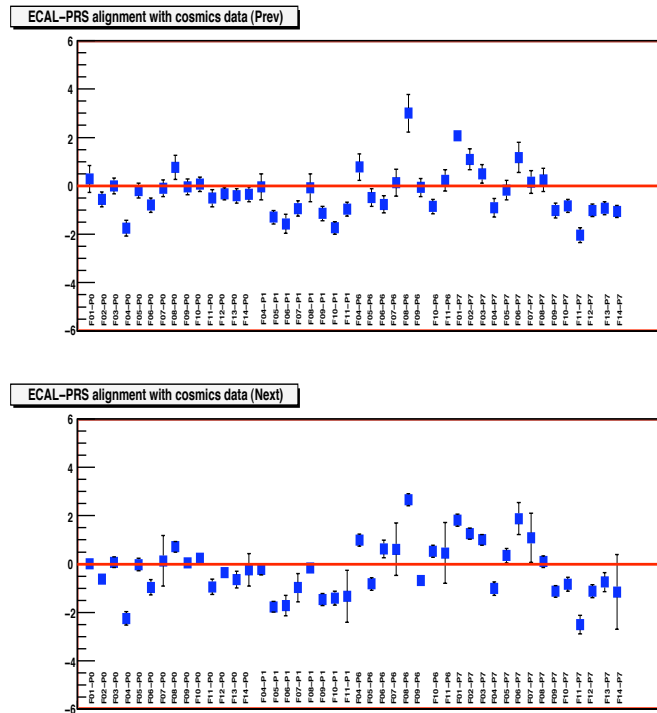 ECAL−PRS alignment with cosmics data (Prev)
6
4
2
0
−2
−4
−6
F01−P0
F02−P0
F03−P0
F04−P0
F05−P0
F06−P0
F07−P0
F08−P0
F09−P0
F10−P0
F11−P0
F12−P0
F13−P0
F14−P0
F04−P1
F05−P1
F06−P1
F07−P1
F08−P1
F09−P1
F10−P1
F11−P1
F04−P6
F05−P6
F06−P6
F07−P6
F08−P6
F09−P6
F10−P6
F11−P6
F01−P7
F02−P7
F03−P7
F04−P7
F05−P7
F06−P7
F07−P7
F08−P7
F09−P7
F10−P7
F11−P7
F12−P7
F13−P7
F14−P7
ECAL−PRS alignment with cosmics data (Next)
6
4
2
0
−2
−4
−6
F01−P0
F02−P0
F03−P0
F04−P0
F05−P0
F06−P0
F07−P0
F08−P0
F09−P0
F10−P0
F11−P0
F12−P0
F13−P0
F14−P0
F04−P1
F05−P1
F06−P1
F07−P1
F08−P1
F09−P1
F10−P1
F11−P1
F04−P6
F05−P6
F06−P6
F07−P6
F08−P6
F09−P6
F10−P6
F11−P6
F01−P7
F02−P7
F03−P7
F04−P7
F05−P7
F06−P7
F07−P7
F08−P7
F09−P7
F10−P7
F11−P7
F12−P7
F13−P7
F14−P7